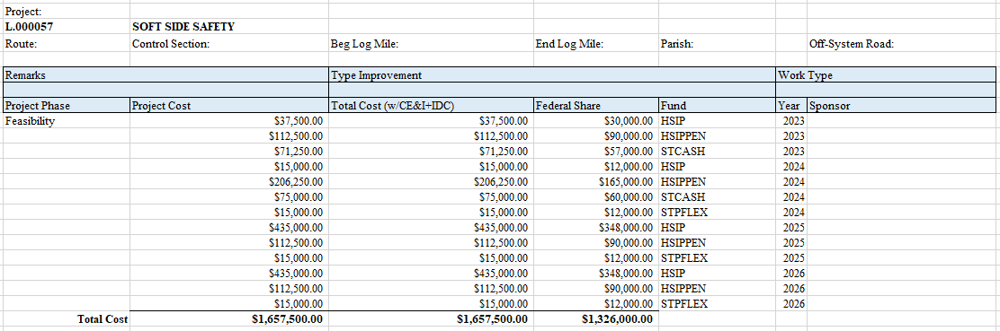 Project:
L.000057 SOFT SIDE SAFETY
Route: Control Section: Beg Log Mile: End Log Mile: Parish: Off-System Road:
Remarks Type Improvement Work Type
Project Phase Project Cost Total Cost (w/CE&I+IDC) Federal Share Fund Year Sponsor
Feasibility $37,500.00 $37,500.00 $30,000.00 HSIP 2023
$112,500.00 $112,500.00 $90,000.00 HSIPPEN 2023
$71,250.00 $71,250.00 $57,000.00 STCASH 2023
$15,000.00 $15,000.00 $12,000.00 HSIP 2024
$206,250.00 $206,250.00 $165,000.00 HSIPPEN 2024
$75,000.00 $75,000.00 $60,000.00 STCASH 2024
$15,000.00 $15,000.00 $12,000.00 STPFLEX 2024
$435,000.00 $435,000.00 $348,000.00 HSIP 2025
$112,500.00 $112,500.00 $90,000.00 HSIPPEN 2025
$15,000.00 $15,000.00 $12,000.00 STPFLEX 2025
$435,000.00 $435,000.00 $348,000.00 HSIP 2026
$112,500.00 $112,500.00 $90,000.00 HSIPPEN 2026
$15,000.00 $15,000.00 $12,000.00 STPFLEX 2026
Total Cost $1,657,500.00 $1,657,500.00 $1,326,000.00